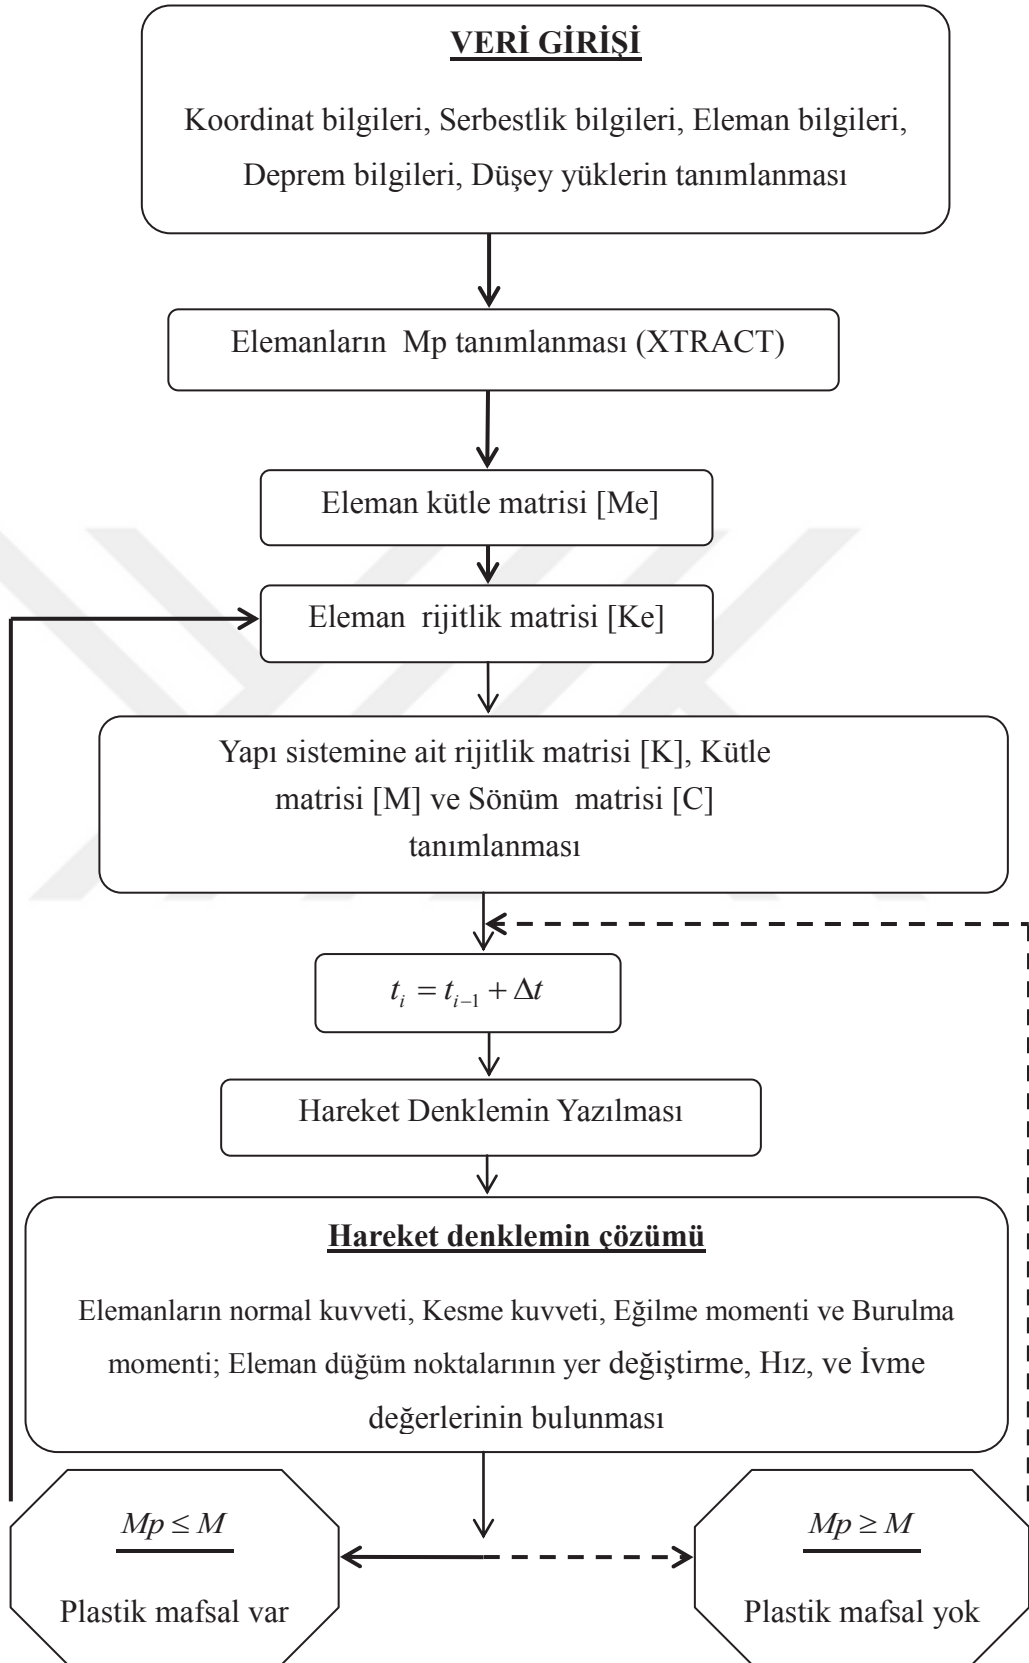 VERİ GİRİŞİ
Koordinat bilgileri, Serbestlik bilgileri, Eleman bilgileri,
Deprem bilgileri, Düşey yüklerin tanımlanması
Elemanların Mp tanımlanması (XTRACT)
Eleman kütle matrisi [Me]
Eleman rijitlik matrisi [Ke]
Yapı sistemine ait rijitlik matrisi [K], Kütle
matrisi [M] ve Sönüm matrisi [C]
tanımlanması
t_i = t_{i-1} + Δt
Hareket Denklemin Yazılması
Hareket denklemin çözümü
Elemanların normal kuvveti, Kesme kuvveti, Eğilme momenti ve Burulma
momenti; Eleman düğüm noktalarının yer değiştirme, Hız, ve İvme
değerlerinin bulunması
Mp ≤ M
Plastik mafsal var
Mp ≥ M
Plastik mafsal yok